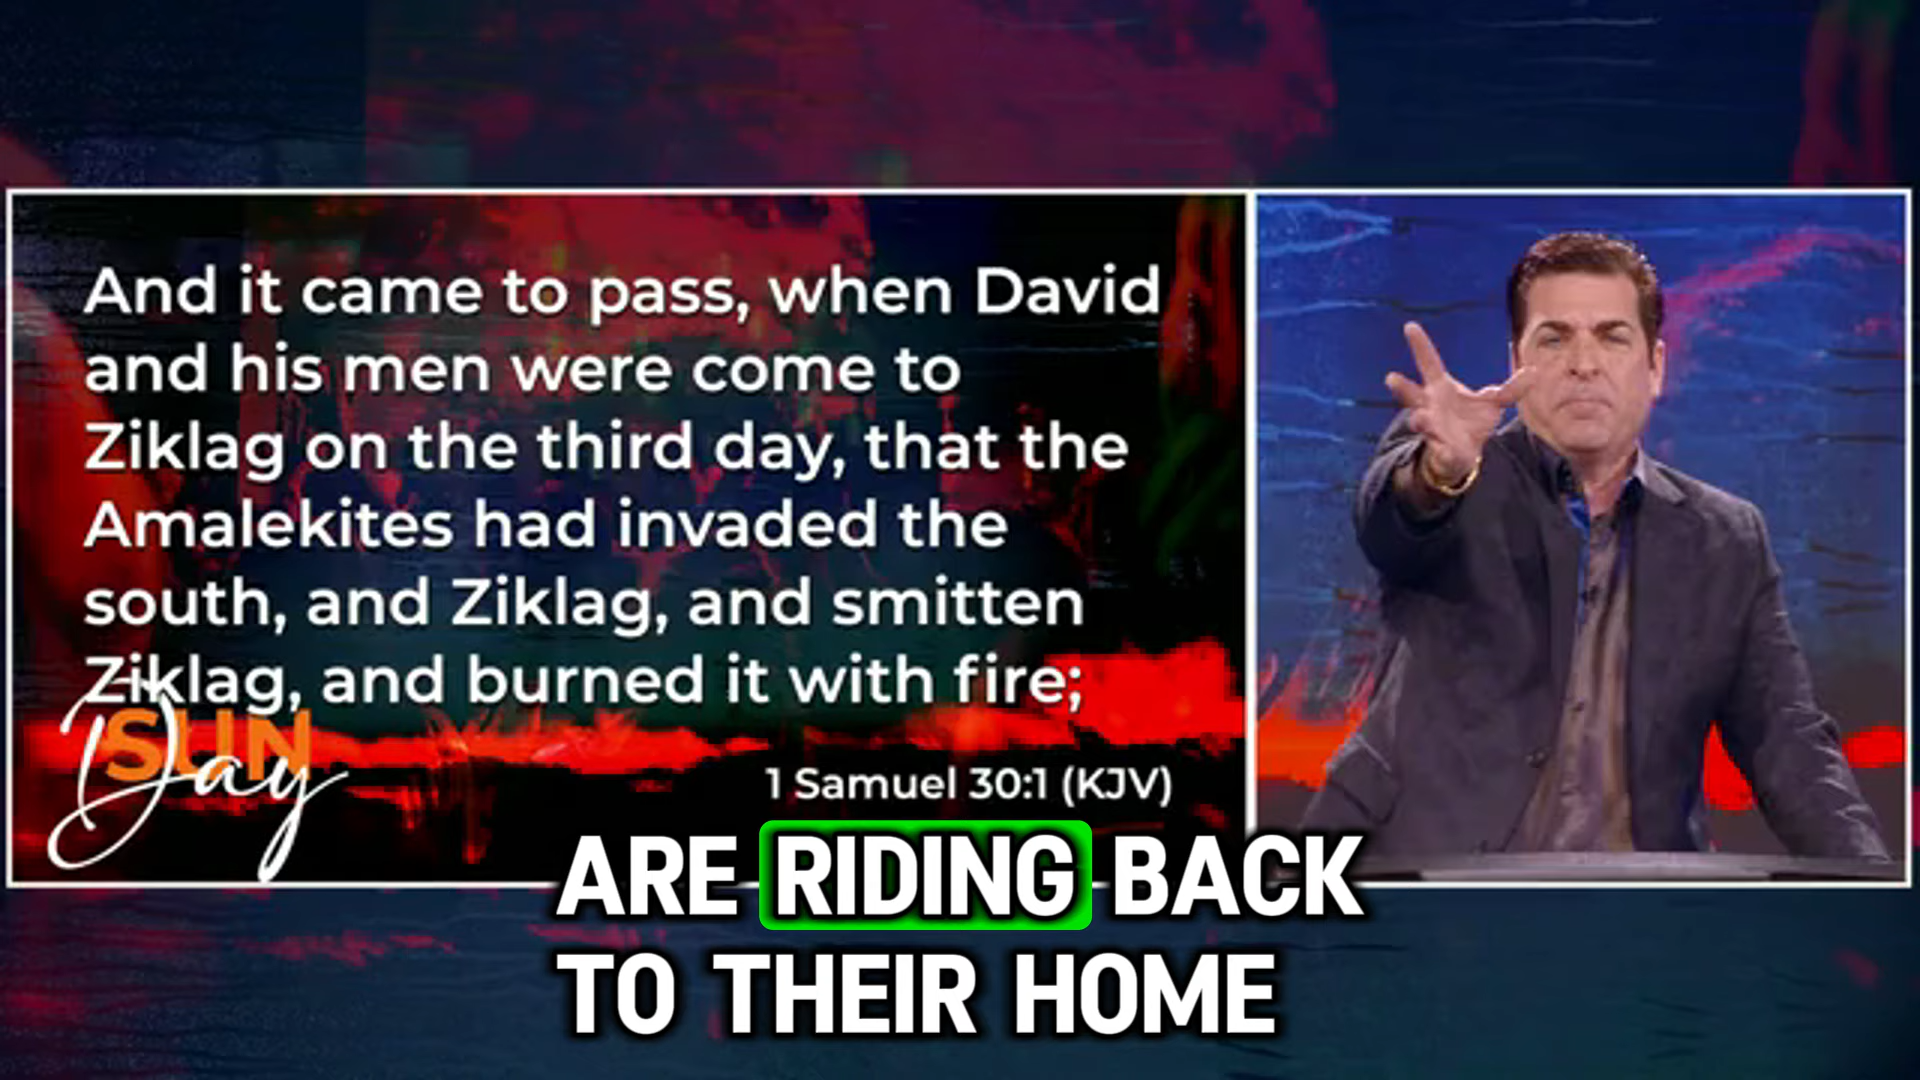 And it came to pass, when David
and his men were come to
Ziklag on the third day, that the
Amalekites had invaded the
south, and Ziklag, and smitten
Ziklag, and burned it with fire;
SUN
Day
1 Samuel 30:1 (KJV)
ARE RIDING BACK
TO THEIR HOME